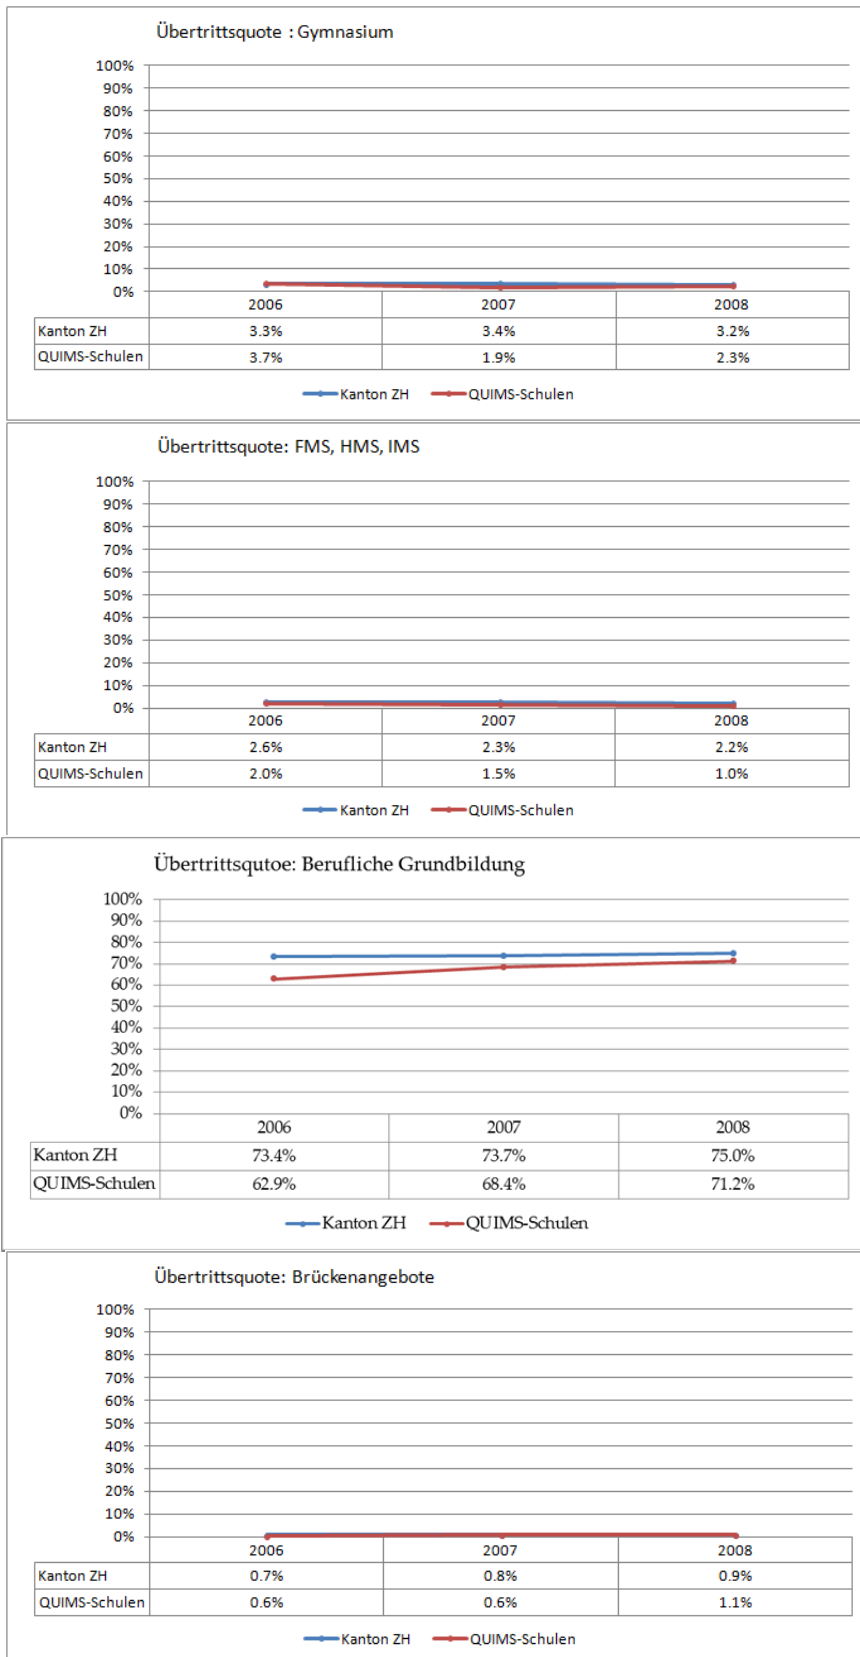 Übertrittsquote : Gymnasium
100%
90%
80%
70%
60%
50%
40%
30%
20%
10%
0%
2006 2007 2008
Kanton ZH 3.3% 3.4% 3.2%
QUIMS-Schulen 3.7% 1.9% 2.3%
Kanton ZH QUIMS-Schulen
Übertrittsquote: FMS, HMS, IMS
100%
90%
80%
70%
60%
50%
40%
30%
20%
10%
0%
2006 2007 2008
Kanton ZH 2.6% 2.3% 2.2%
QUIMS-Schulen 2.0% 1.5% 1.0%
Kanton ZH QUIMS-Schulen
Übertrittsqutoe: Berufliche Grundbildung
100%
90%
80%
70%
60%
50%
40%
30%
20%
10%
0%
2006 2007 2008
Kanton ZH 73.4% 73.7% 75.0%
QUIMS-Schulen 62.9% 68.4% 71.2%
Kanton ZH QUIMS-Schulen
Übertrittsquote: Brückenangebote
100%
90%
80%
70%
60%
50%
40%
30%
20%
10%
0%
2006 2007 2008
Kanton ZH 0.7% 0.8% 0.9%
QUIMS-Schulen 0.6% 0.6% 1.1%
Kanton ZH QUIMS-Schulen